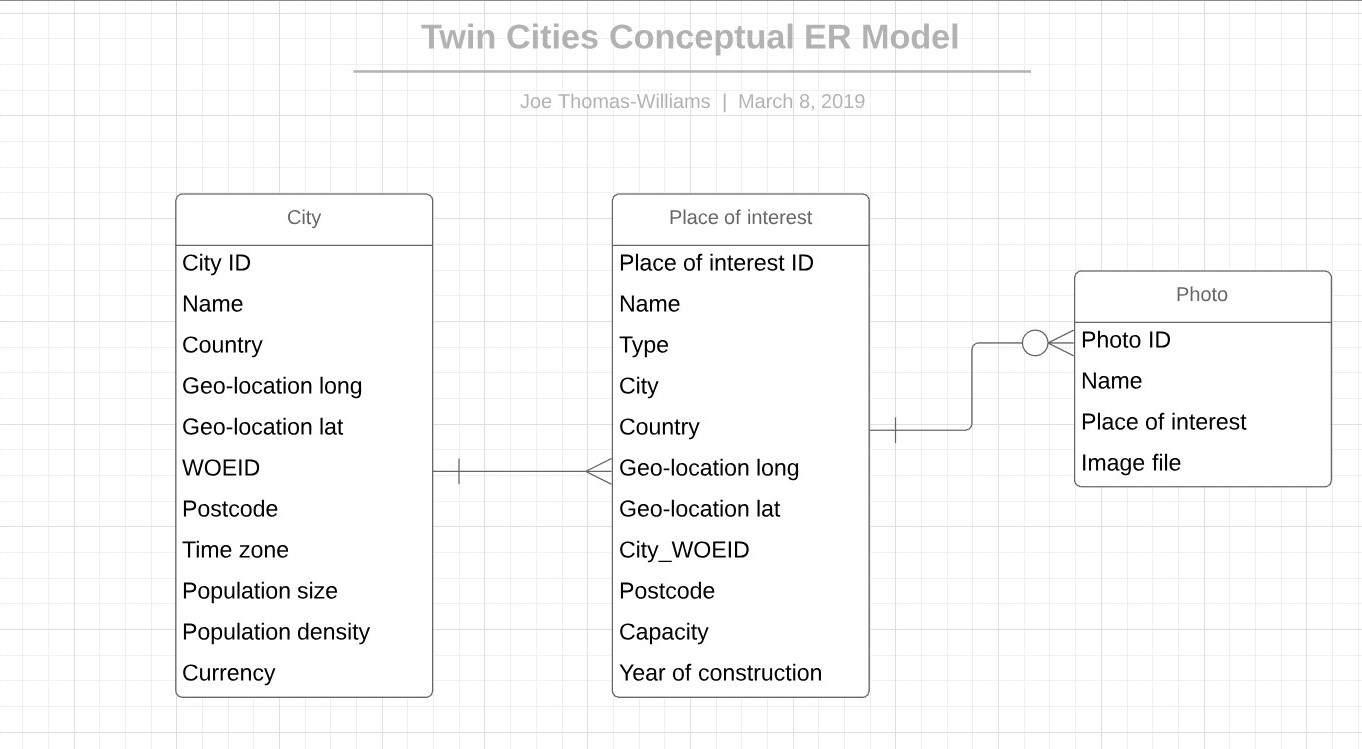 Twin Cities Conceptual ER Model
Joe Thomas-Williams | March 8, 2019
City
City ID
Name
Country
Geo-location long
Geo-location lat
WOEID
Postcode
Time zone
Population size
Population density
Currency
Place of interest
Place of interest ID
Name
Type
City
Country
Geo-location long
Geo-location lat
City_WOEID
Postcode
Capacity
Year of construction
Photo
Photo ID
Name
Place of interest
Image file